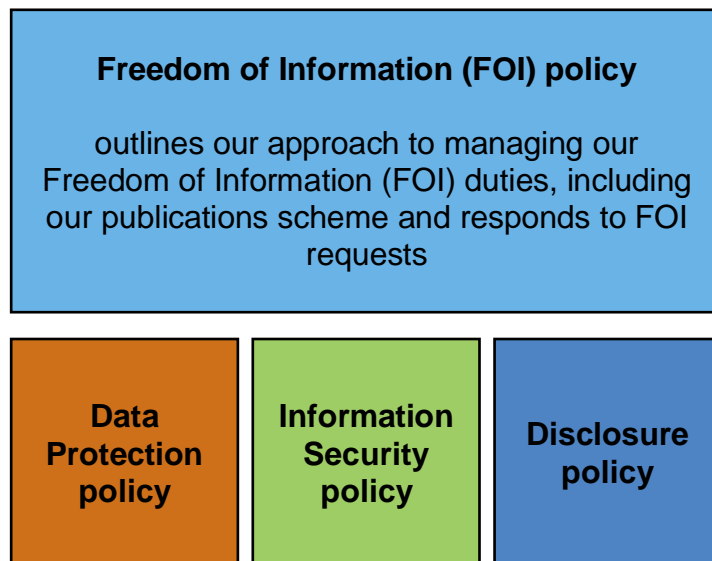 Freedom of Information (FOI) policy
outlines our approach to managing our
Freedom of Information (FOI) duties, including
our publications scheme and responds to FOI
requests
Data
Protection
policy
Information
Security
policy
Disclosure
policy